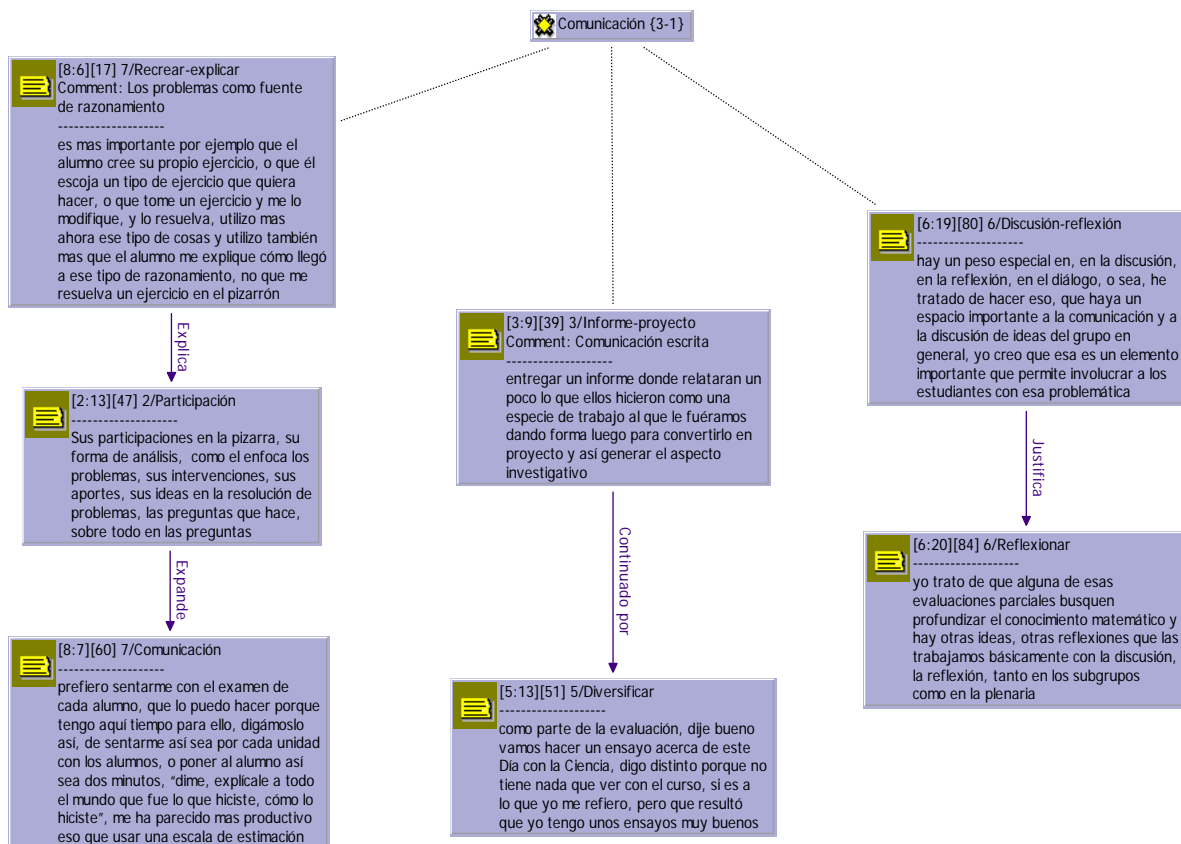 Comunicación {3-1}
[8:6][17] 7/Recrear-explicar
Comment: Los problemas como fuente
de razonamiento
--------------------
es mas importante por ejemplo que el
alumno cree su propio ejercicio, o que él
escoja un tipo de ejercicio que quiera
hacer, o que tome un ejercicio y me lo
modifique, y lo resuelva, utilizo mas
ahora ese tipo de cosas y utilizo también
mas que el alumno me explique cómo llegó
a ese tipo de razonamiento, no que me
resuelva un ejercicio en el pizarrón
Explica
[2:13][47] 2/Participación
--------------------
Sus participaciones en la pizarra, su
forma de análisis, como el enfoca los
problemas, sus intervenciones, sus
aportes, sus ideas en la resolución de
problemas, las preguntas que hace,
sobre todo en las preguntas
Expande
[8:7][60] 7/Comunicación
--------------------
prefiero sentarme con el examen de
cada alumno, que lo puedo hacer porque
tengo aquí tiempo para ello, digámoslo
así, de sentarme así sea por cada unidad
con los alumnos, o poner al alumno así
sea dos minutos, “dime, explícale a todo
el mundo que fue lo que hiciste, cómo lo
hiciste”, me ha parecido mas productivo
eso que usar una escala de estimación
[3:9][39] 3/Informe-proyecto
Comment: Comunicación escrita
--------------------
entregar un informe donde relataran un
poco lo que ellos hicieron como una
especie de trabajo al que le fuéramos
dando forma luego para convertirlo en
proyecto y así generar el aspecto
investigativo
Continuado por
[5:13][51] 5/Diversificar
--------------------
como parte de la evaluación, dije bueno
vamos hacer un ensayo acerca de este
Día con la Ciencia, digo distinto porque no
tiene nada que ver con el curso, si es a
lo que yo me refiero, pero que resultó
que yo tengo unos ensayos muy buenos
[6:19][80] 6/Discusión-reflexión
--------------------
hay un peso especial en, en la discusión,
en la reflexión, en el diálogo, o sea, he
tratado de hacer eso, que haya un
espacio importante a la comunicación y a
la discusión de ideas del grupo en
general, yo creo que esa es un elemento
importante que permite involucrar a los
estudiantes con esa problemática
Justifica
[6:20][84] 6/Reflexionar
--------------------
yo trato de que alguna de esas
evaluaciones parciales busquen
profundizar el conocimiento matemático y
hay otras ideas, otras reflexiones que las
trabajamos básicamente con la discusión,
la reflexión, tanto en los subgrupos
como en la plenaria